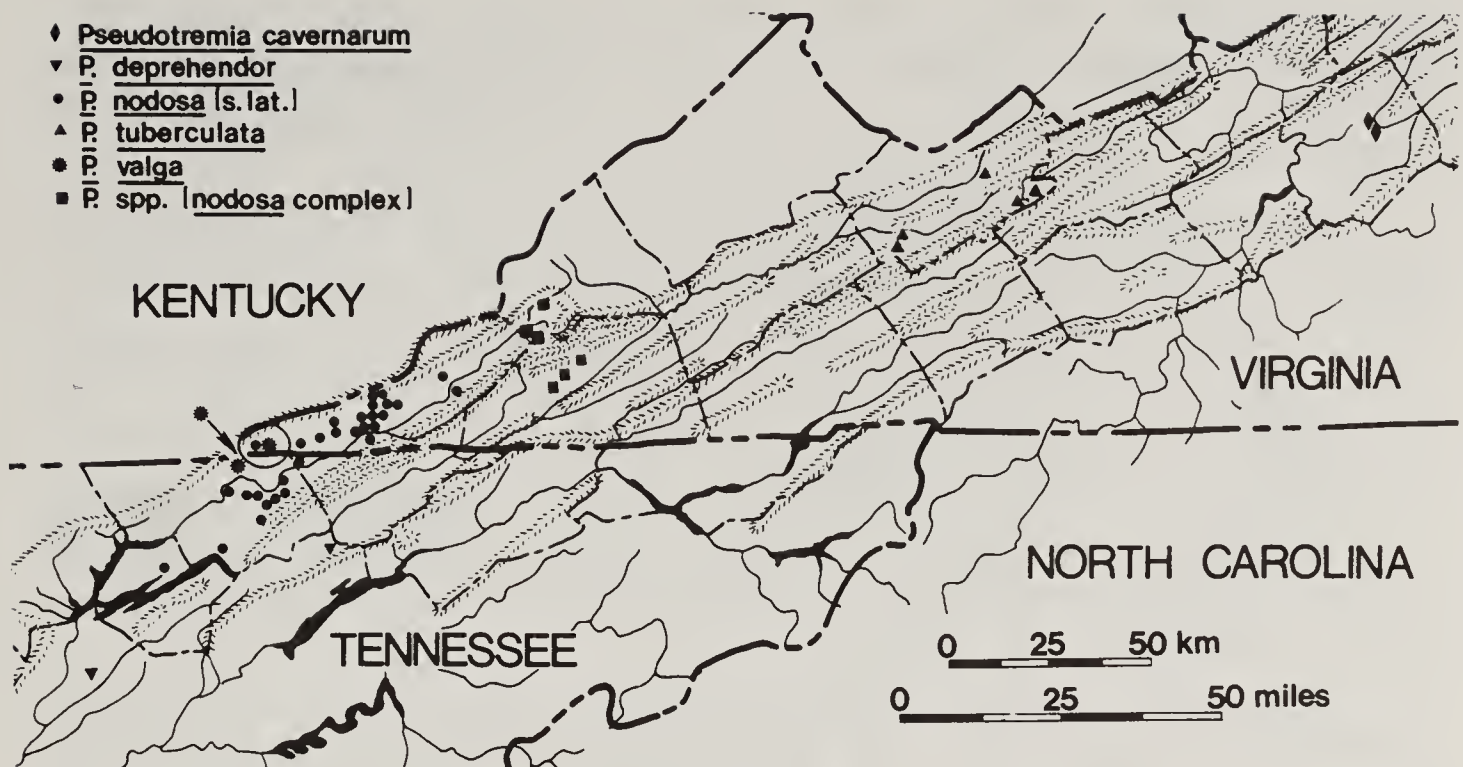 Pseudotremia cavernarum
P. deprehendor
P. nodosa [s. lat.]
P. tuberculata
P. valga
P. spp. [nodosa complex]
KENTUCKY
VIRGINIA
NORTH CAROLINA
TENNESSEE
0 25 50 km
0 25 50 miles